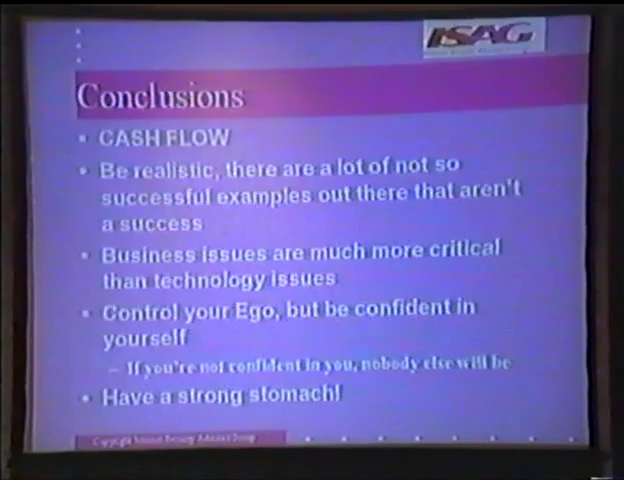 ISAG
Conclusions
• CASH FLOW
• Be realistic, there are a lot of not so
successful examples out there that aren't
a success
• Business issues are much more critical
than technology issues
• Control your Ego, but be confident in
yourself
– If you're not confident in you, nobody else will be
• Have a strong stomach!
Copyright